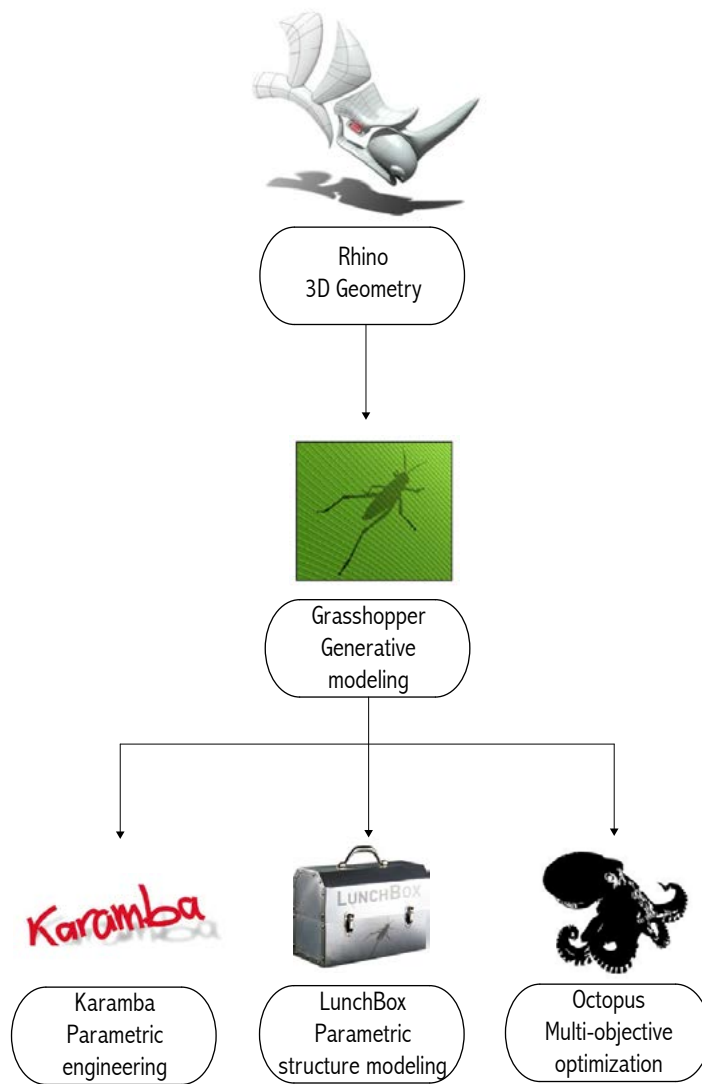 Rhino
3D Geometry
Grasshopper
Generative
modeling
Karamba
LUNCHBOX
Karamba
Parametric
engineering
LunchBox
Parametric
structure modeling
Octopus
Multi-objective
optimization